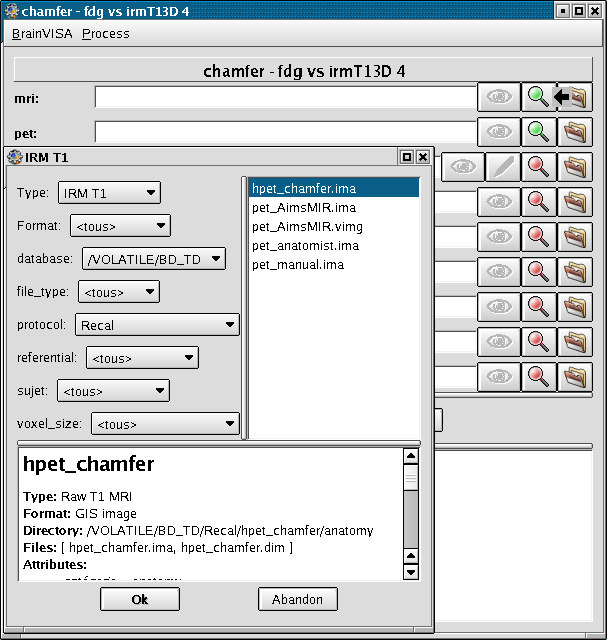 chamfer - fdg vs irmT13D 4
BrainVISA Process
chamfer - fdg vs irmT13D 4
mri:
pet:
IRM T1
Type: IRM T1
Format: <tous>
database: /VOLATILE/BD_TD
file_type: <tous>
protocol: Recal
referential: <tous>
sujet: <tous>
voxel_size: <tous>
hpet_chamfer.ima
pet_AimsMIR.ima
pet_AimsMIR.vimg
pet_anatomist.ima
pet_manual.ima
hpet_chamfer
Type: Raw T1 MRI
Format: GIS image
Directory: /VOLATILE/BD_TD/Recal/hpet_chamfer/anatomy
Files: [ hpet_chamfer.ima, hpet_chamfer.dim ]
Attributes:
Ok Abandon